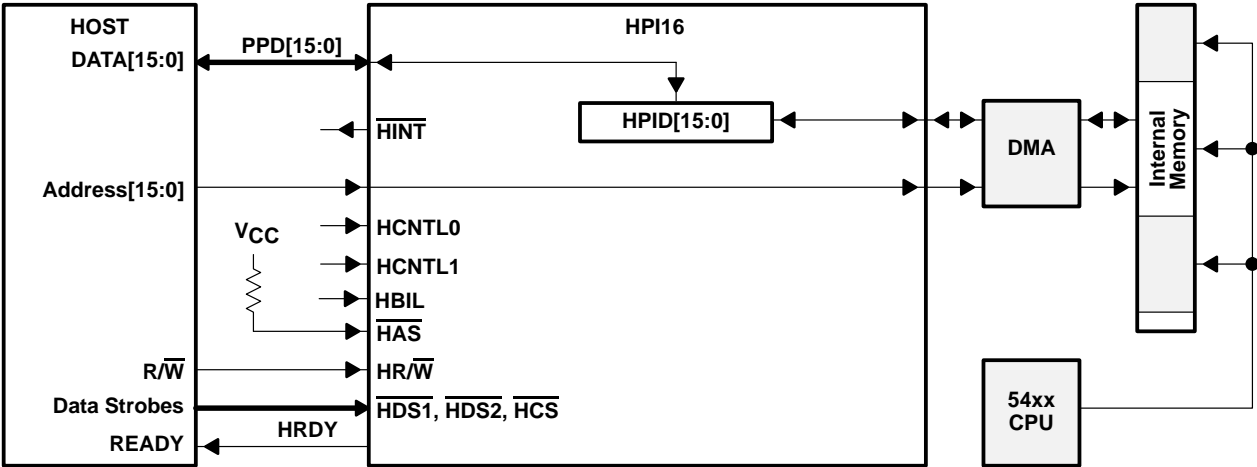 HOST
HPI16
DATA[15:0]
PPD[15:0]
HPID[15:0]
HINT
DMA
Internal
Memory
Address[15:0]
VCC
HCNTL0
HCNTL1
HBIL
HAS
R/W
HR/W
Data Strobes
HDS1, HDS2, HCS
READY
HRDY
54xx
CPU